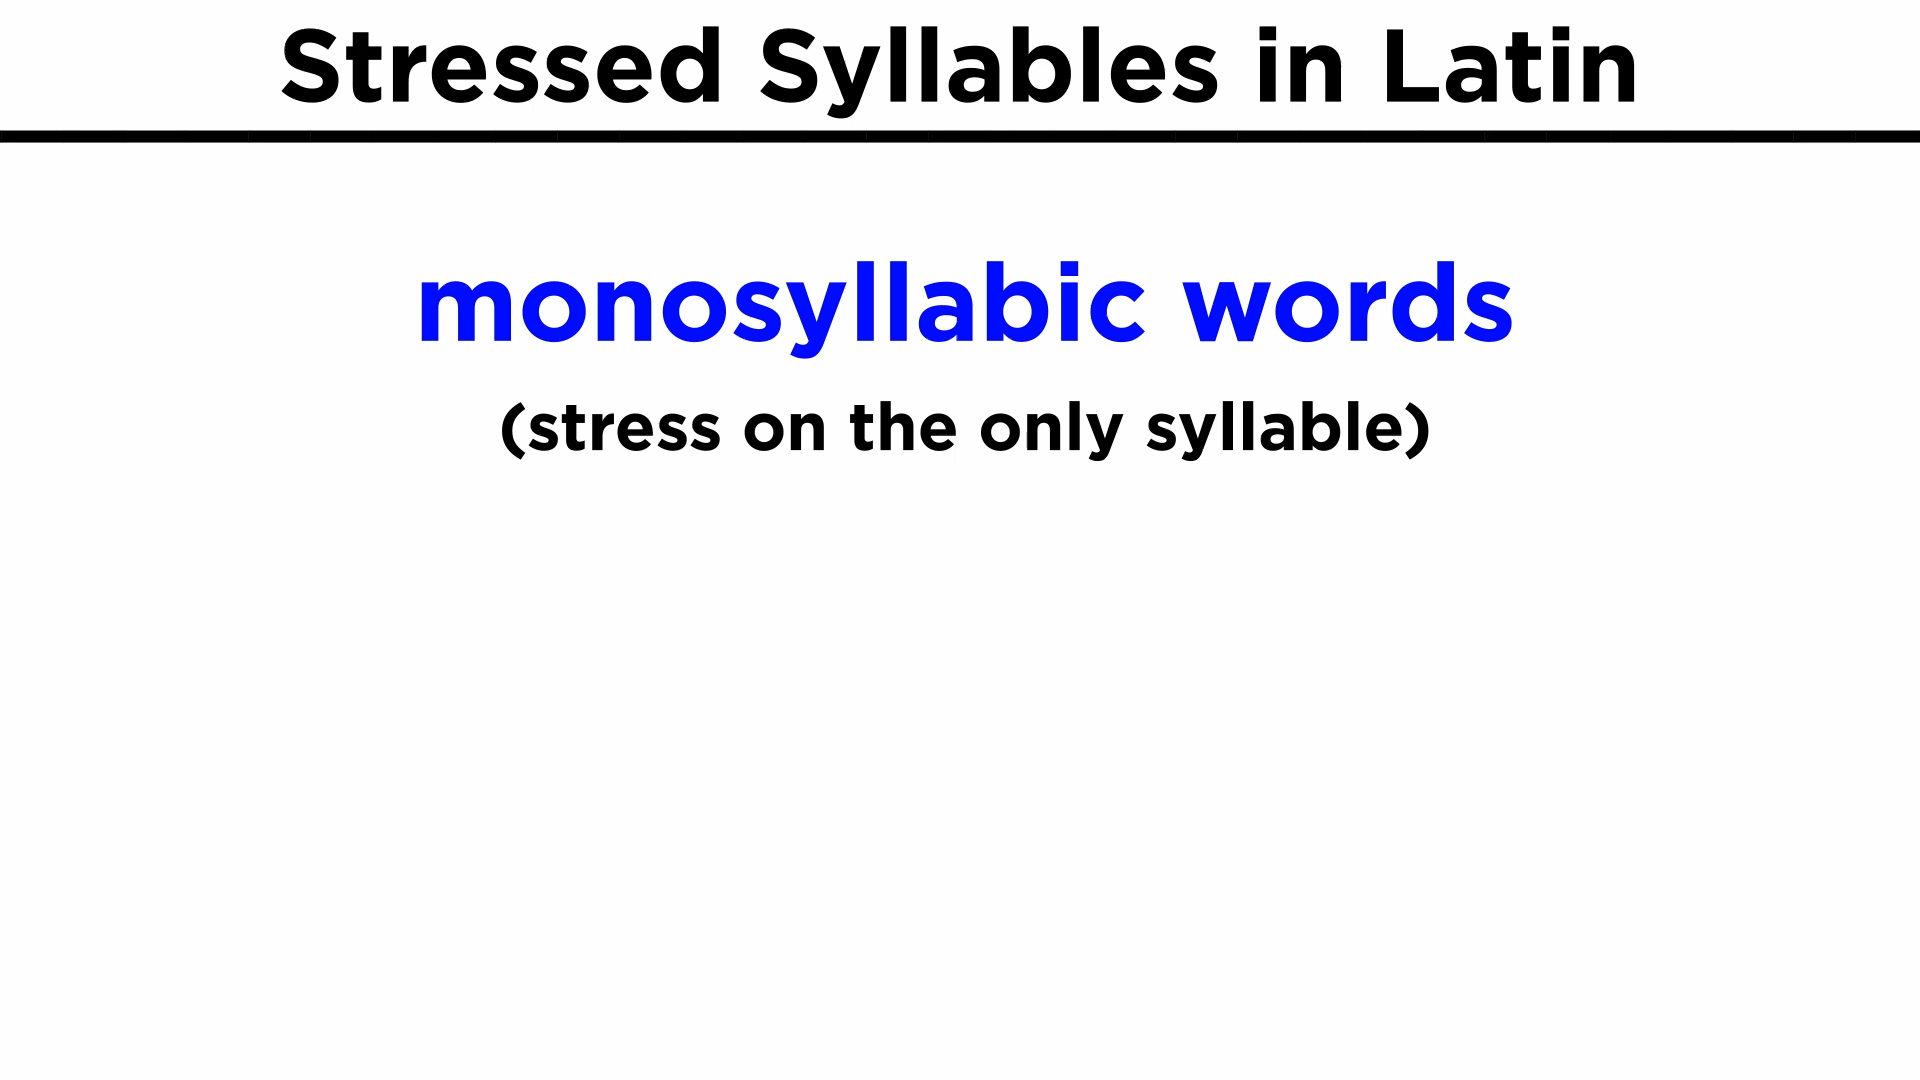 Stressed Syllables in Latin
monosyllabic words
(stress on the only syllable)